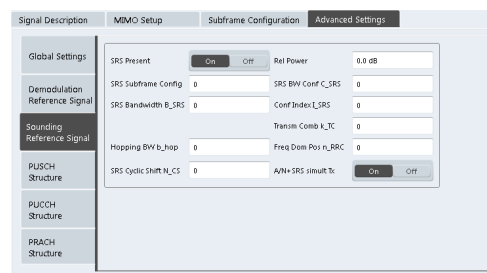 Signal Description MIMO Setup Subframe Configuration Advanced Settings
Global Settings
Demodulation
Reference Signal
Sounding
Reference Signal
PUSCH
Structure
PUCCH
Structure
PRACH
Structure
SRS Present On Off Rel Power 0.0 dB
SRS Subframe Config 0 SRS BW Conf C_SRS 0
SRS Bandwidth B_SRS 0 Conf Index I_SRS 0
Transm Comb k_TC 0
Hopping BW b_hop 0 Freq Dom Pos n_RRC 0
SRS Cyclic Shift N_CS 0 A/N+SRS simult Tx On Off